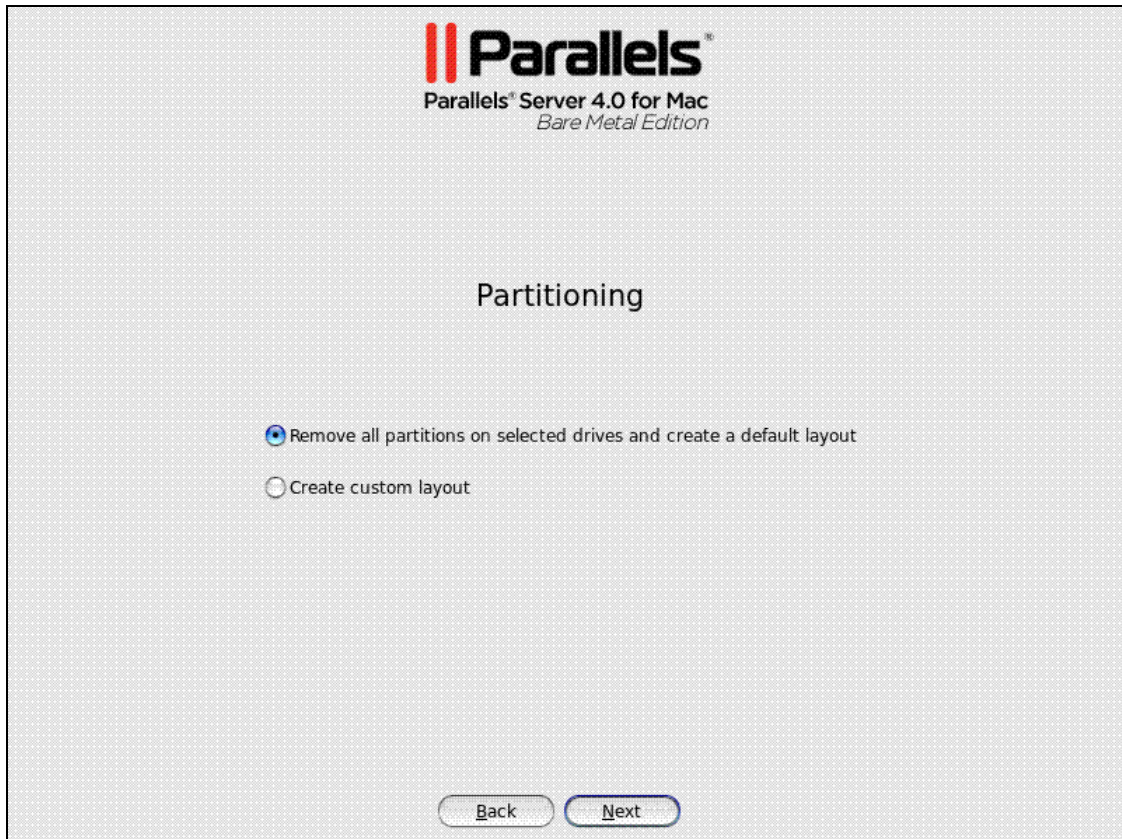 Parallels®
Parallels® Server 4.0 for Mac
Bare Metal Edition
Partitioning
Remove all partitions on selected drives and create a default layout
Create custom layout
Back Next